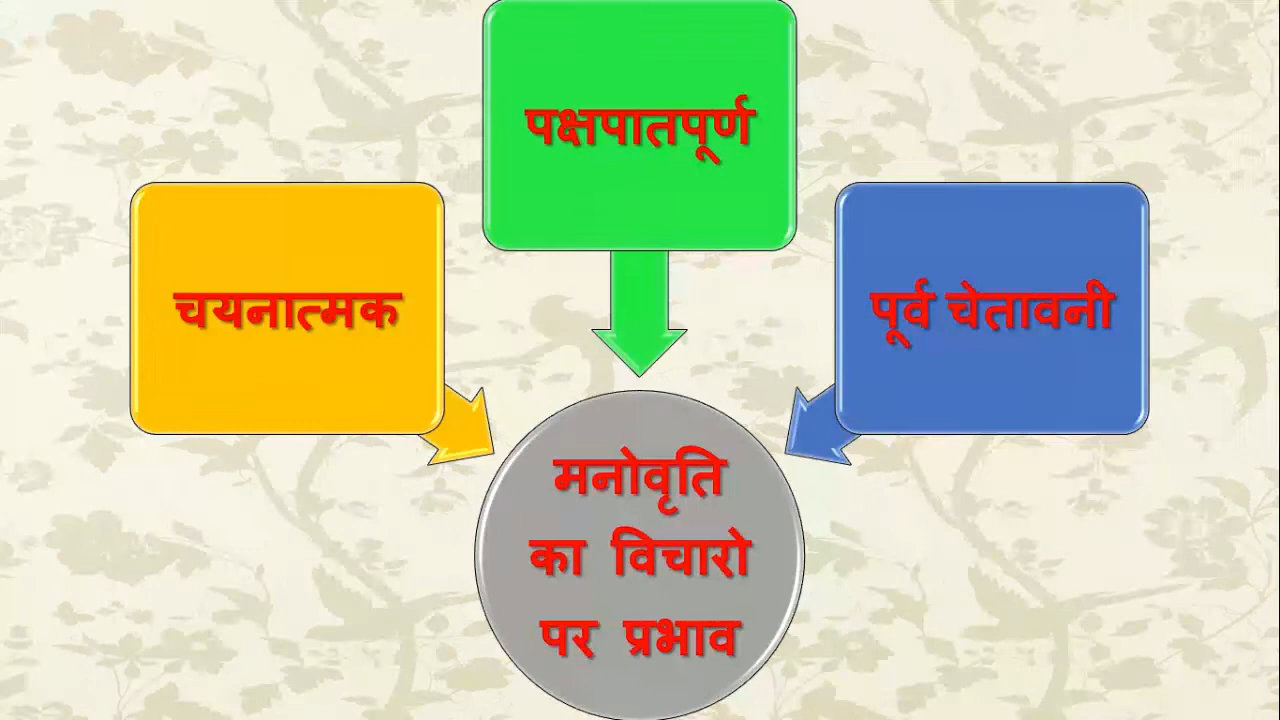 पक्षपातपूर्ण
चयनात्मक
पूर्व चेतावनी
मनोवृति
का विचारो
पर प्रभाव